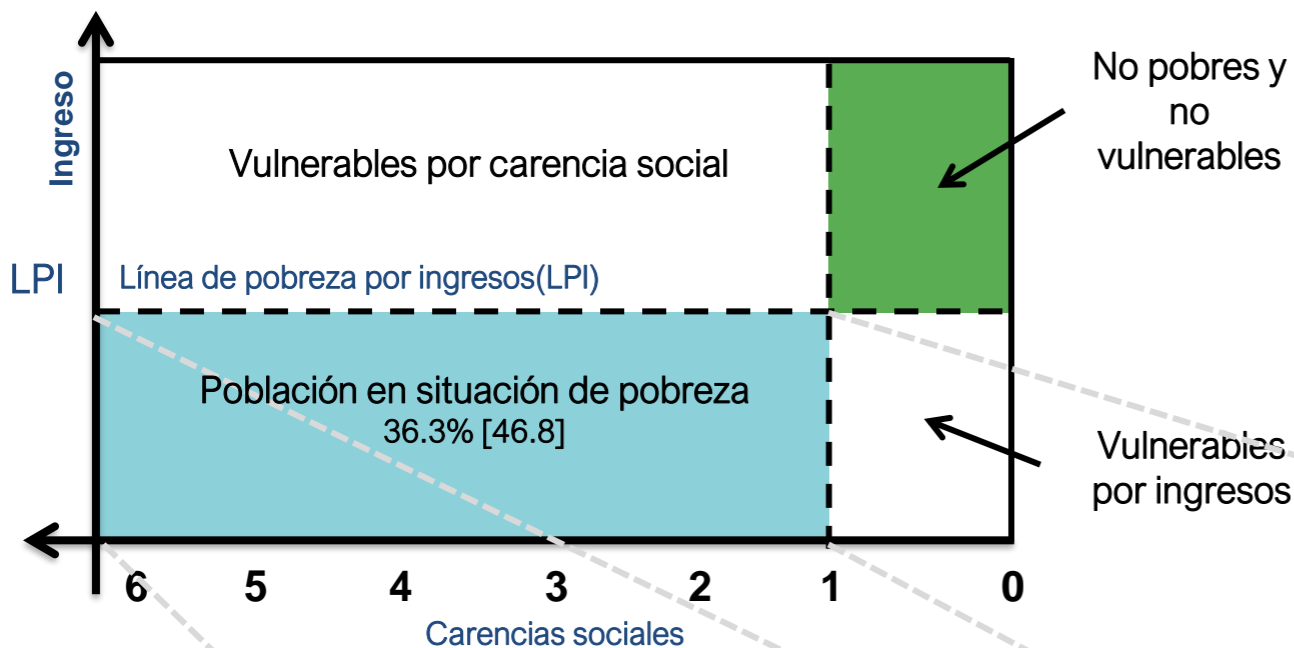 Ingreso
No pobres y
no
vulnerables
Vulnerables por carencia social
LPI
Línea de pobreza por ingresos(LPI)
Población en situación de pobreza
36.3% [46.8]
Vulnerables
por ingresos
6 5 4 3 2 1 0
Carencias sociales